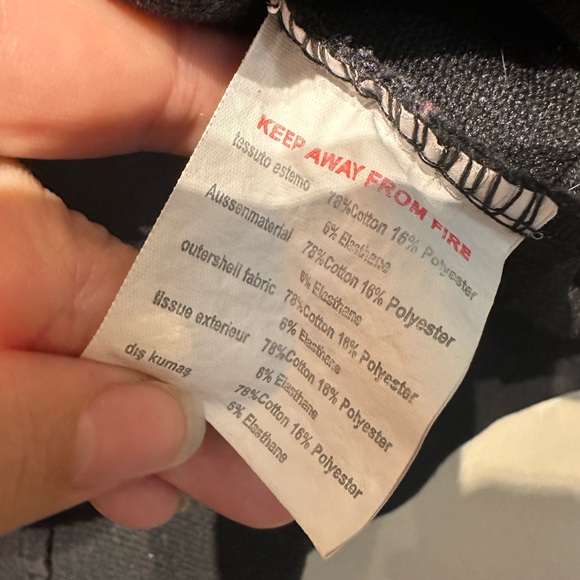 KEEP AWAY FROM FIRE
tessuto esterno 78%Cotton 16% Polyester
6% Elasthane
Aussenmaterial 78%Cotton 16% Polyester
6% Elasthane
outershell fabric 78%Cotton 16% Polyester
6% Elasthane
tissue exterieur 78%Cotton 16% Polyester
6% Elasthane
dış kumaş 78%Cotton 16% Polyester
6% Elasthane